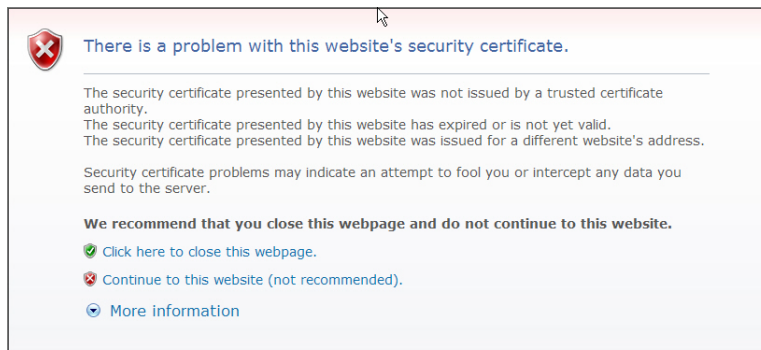 There is a problem with this website's security certificate.
The security certificate presented by this website was not issued by a trusted certificate
authority.
The security certificate presented by this website has expired or is not yet valid.
The security certificate presented by this website was issued for a different website's address.
Security certificate problems may indicate an attempt to fool you or intercept any data you
send to the server.
We recommend that you close this webpage and do not continue to this website.
Click here to close this webpage.
Continue to this website (not recommended).
More information